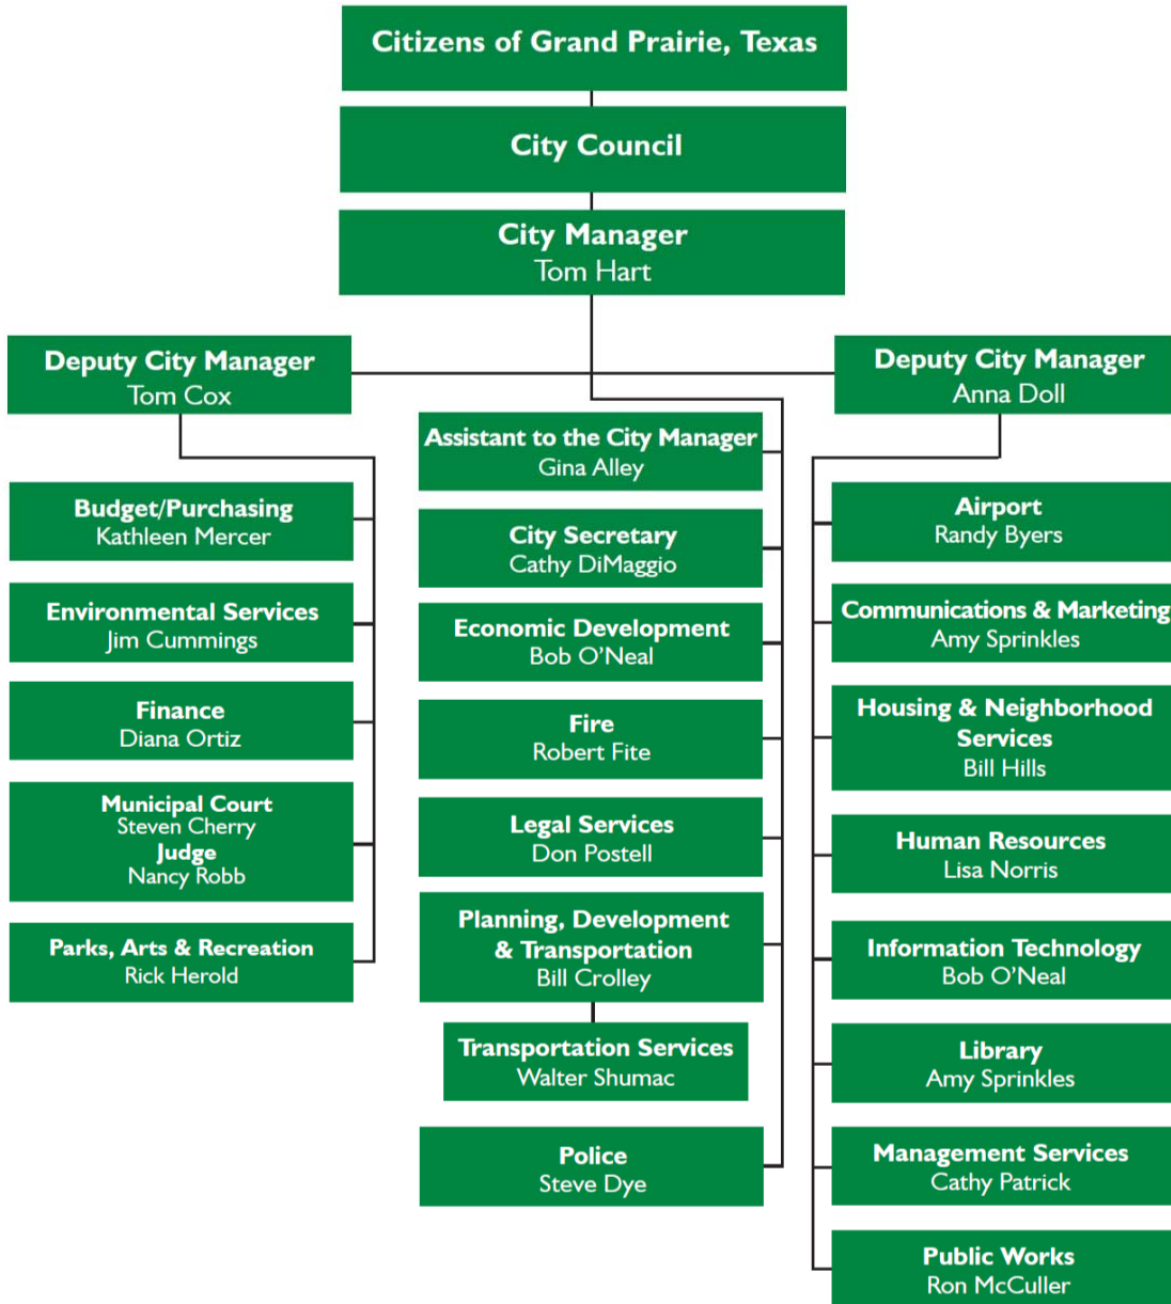 Citizens of Grand Prairie, Texas
City Council
City Manager
Tom Hart
Deputy City Manager
Tom Cox
Deputy City Manager
Anna Doll
Budget/Purchasing
Kathleen Mercer
Environmental Services
Jim Cummings
Finance
Diana Ortiz
Municipal Court
Steven Cherry
Judge
Nancy Robb
Parks, Arts & Recreation
Rick Herold
Assistant to the City Manager
Gina Alley
City Secretary
Cathy DiMaggio
Economic Development
Bob O’Neal
Fire
Robert Fite
Legal Services
Don Postell
Planning, Development
& Transportation
Bill Crolley
Transportation Services
Walter Shumac
Police
Steve Dye
Airport
Randy Byers
Communications & Marketing
Amy Sprinkles
Housing & Neighborhood
Services
Bill Hills
Human Resources
Lisa Norris
Information Technology
Bob O’Neal
Library
Amy Sprinkles
Management Services
Cathy Patrick
Public Works
Ron McCuller